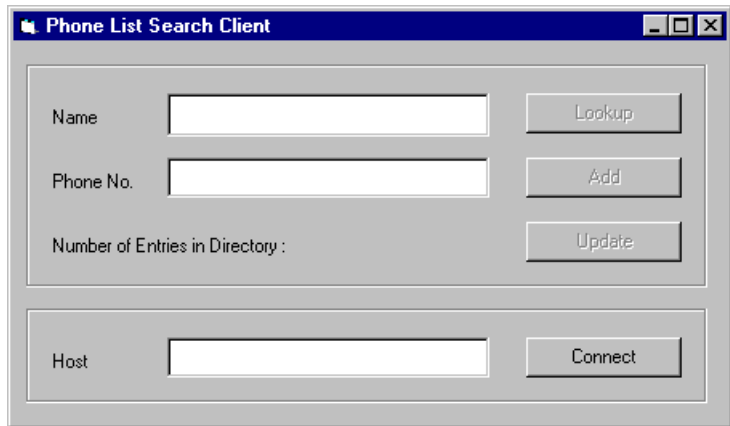 Phone List Search Client
Name
Lookup
Phone No.
Add
Number of Entries in Directory :
Update
Host
Connect